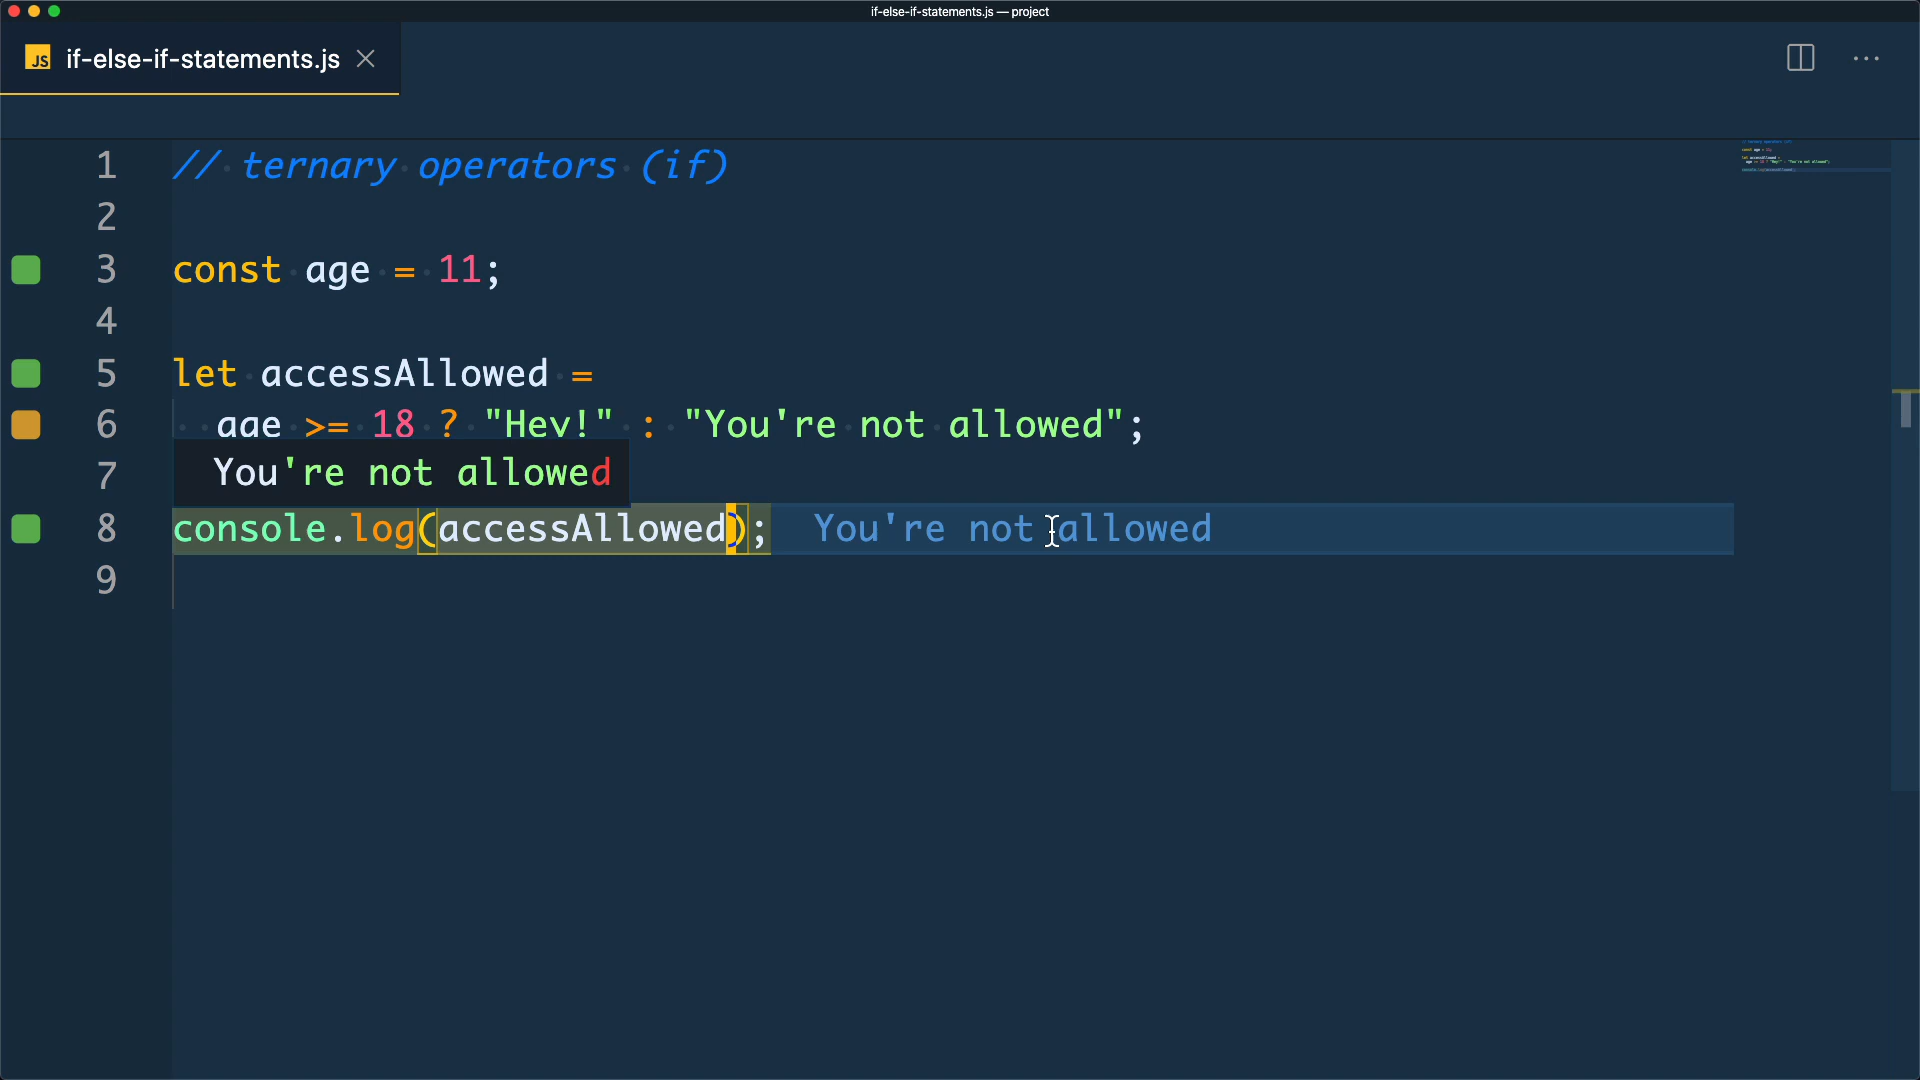 if-else-if-statements.js — project
JS if-else-if-statements.js
1 // ternary operators (if)
2
3 const age = 11;
4
5 let accessAllowed =
6 age >= 18 ? "Hey!" : "You're not allowed";
You're not allowed
7
8 console.log(accessAllowed); You're not allowed
9